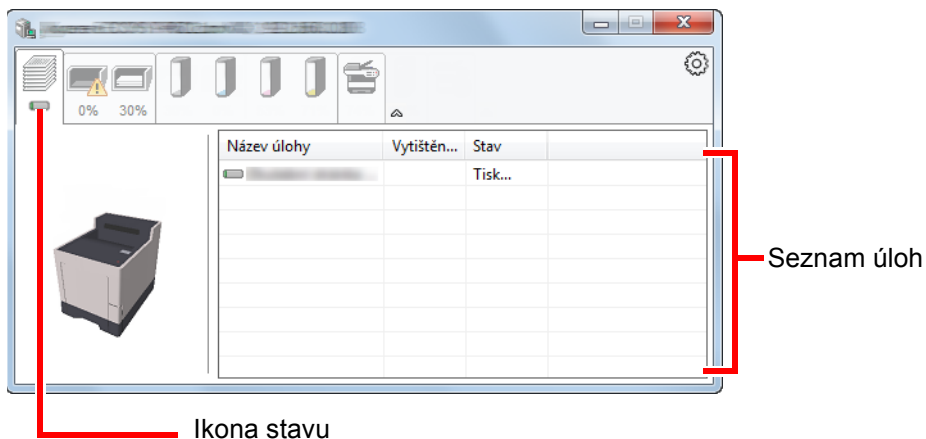 0% 30%
Název úlohy Vytištěn... Stav
Tisk...
Seznam úloh
Ikona stavu